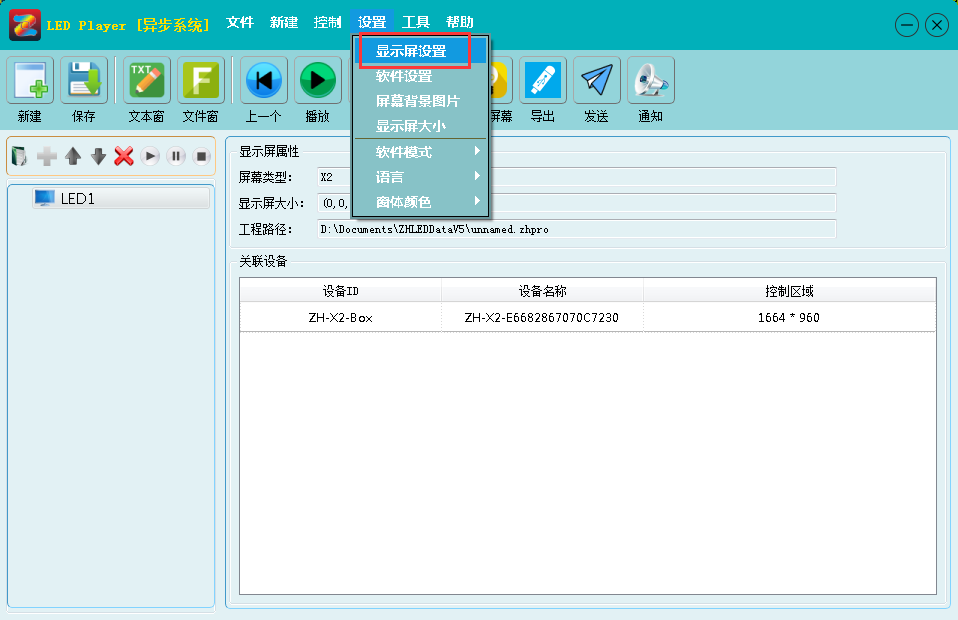 LED Player [异步系统] 文件 新建 控制 设置 工具 帮助
显示屏设置
软件设置
屏幕背景图片
显示屏大小
软件模式
语言
窗体颜色
TXT F
新建 保存 文本窗 文件窗 上一个 播放 屏幕 导出 发送 通知
LED1
显示屏属性
屏幕类型: X2
显示屏大小: (0,0,
工程路径: D:\Documents\ZHLEDDataV5\unnamed.zhpro
关联设备
设备ID 设备名称 控制区域
ZH-X2-Box ZH-X2-E6682867070C7230 1664 * 960